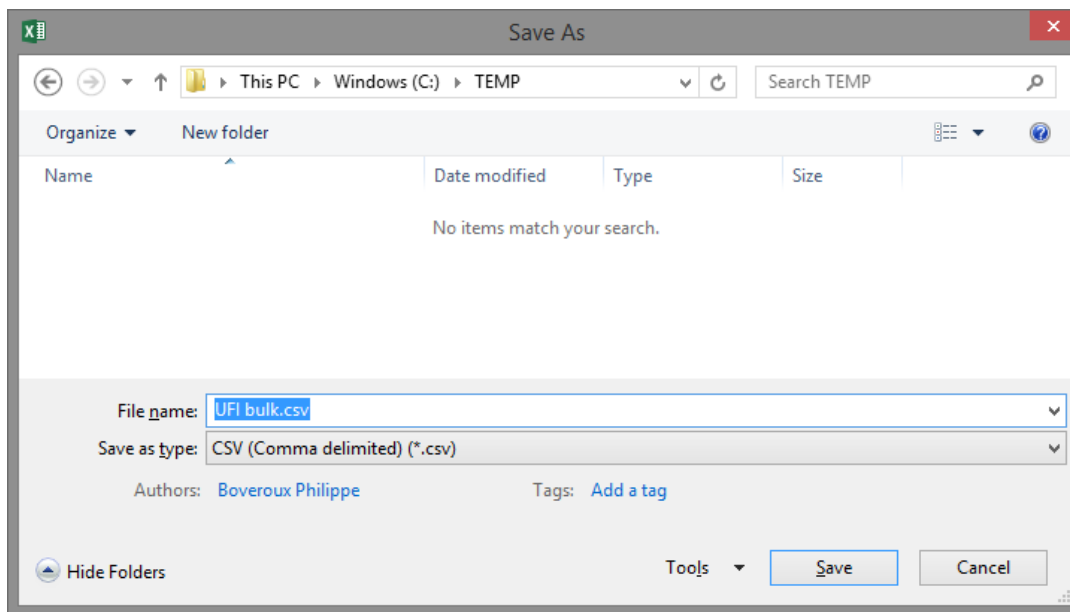 Save As
This PC Windows (C:) TEMP Search TEMP
Organize New folder
Name Date modified Type Size
No items match your search.
File name: UFI bulk.csv
Save as type: CSV (Comma delimited) (*.csv)
Authors: Boveroux Philippe Tags: Add a tag
Hide Folders Tools Save Cancel